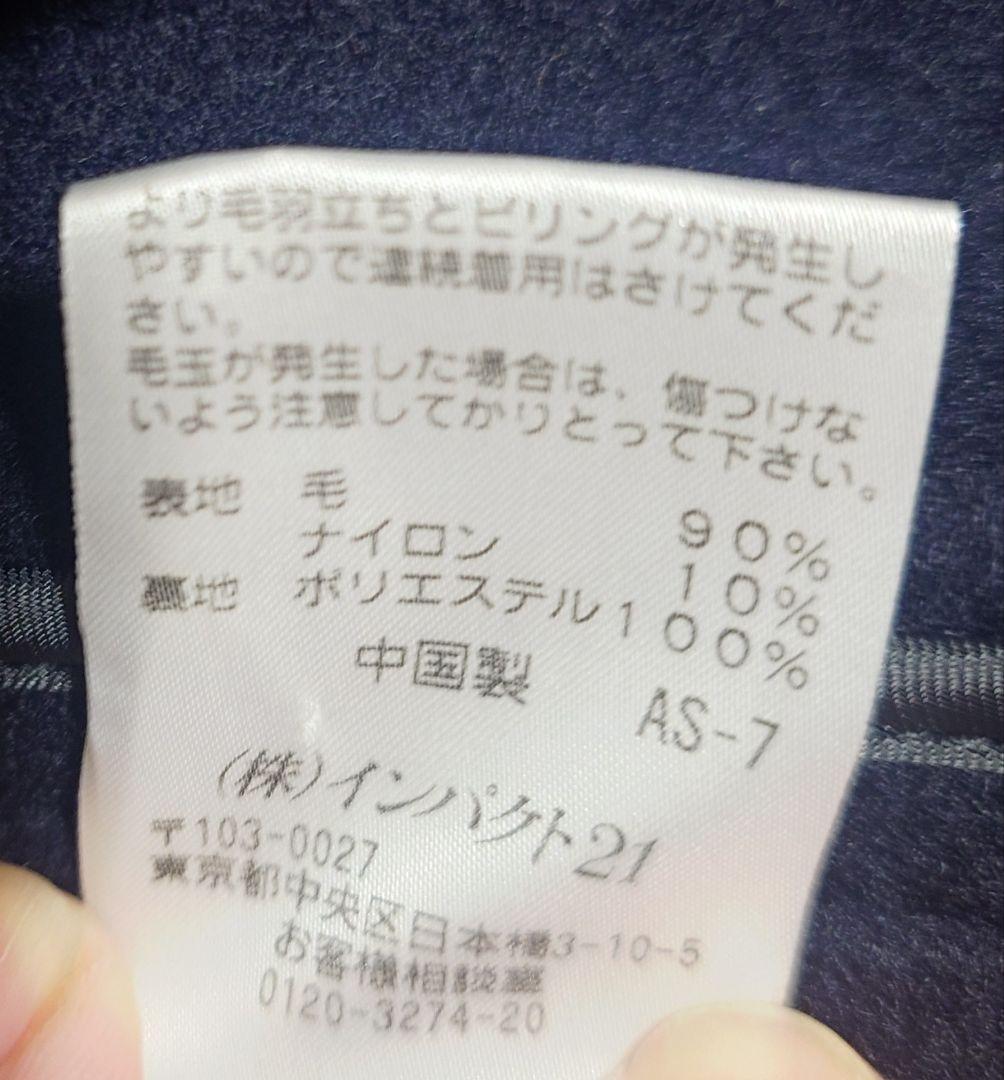 より毛羽立ちとピリングが発生し
やすいので連続着用はさけてくだ
さい。
毛玉が発生した場合は、傷つけな
いよう注意してかりとって下さい。
表地 毛 90%
ナイロン 10%
裏地 ポリエステル100%
中国製 AS-7
(株)インパクト21
〒103-0027
東京都中央区日本橋3-10-5
お客様相談室
0120-3274-20